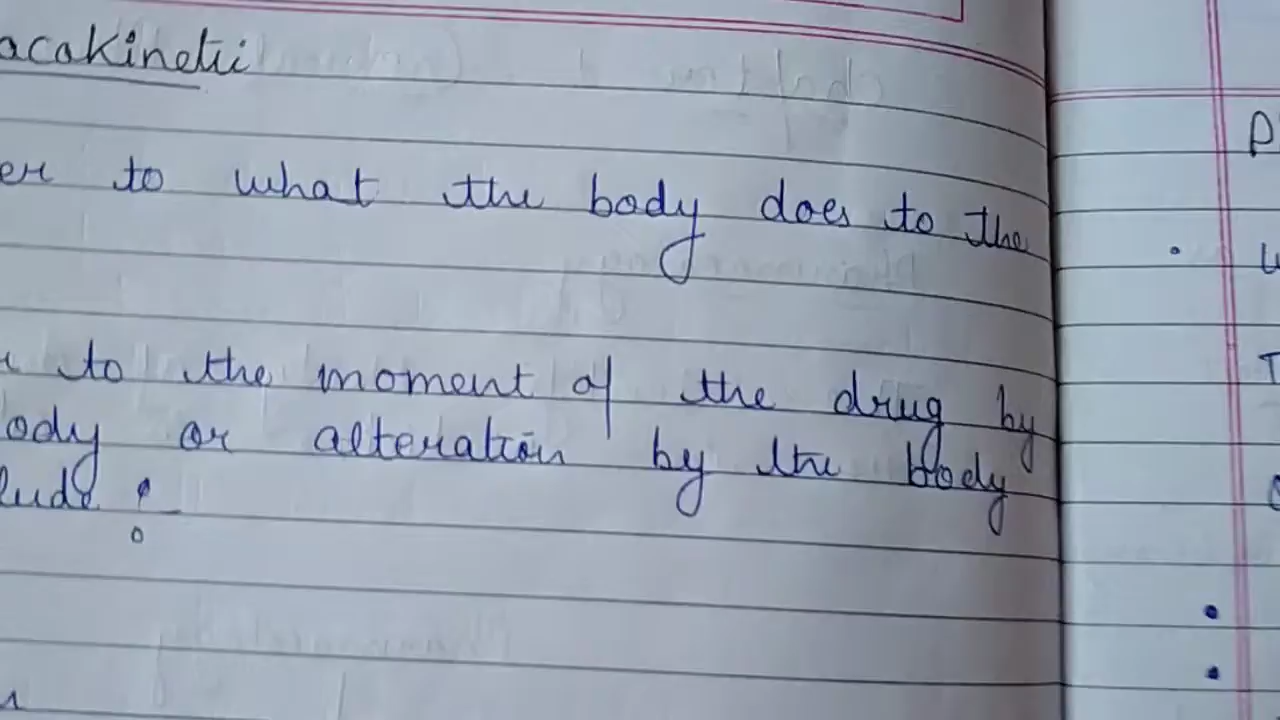 acokinetii
er to what the body does to the
to the moment of the drug by
ody or alteration by the body
lude :-